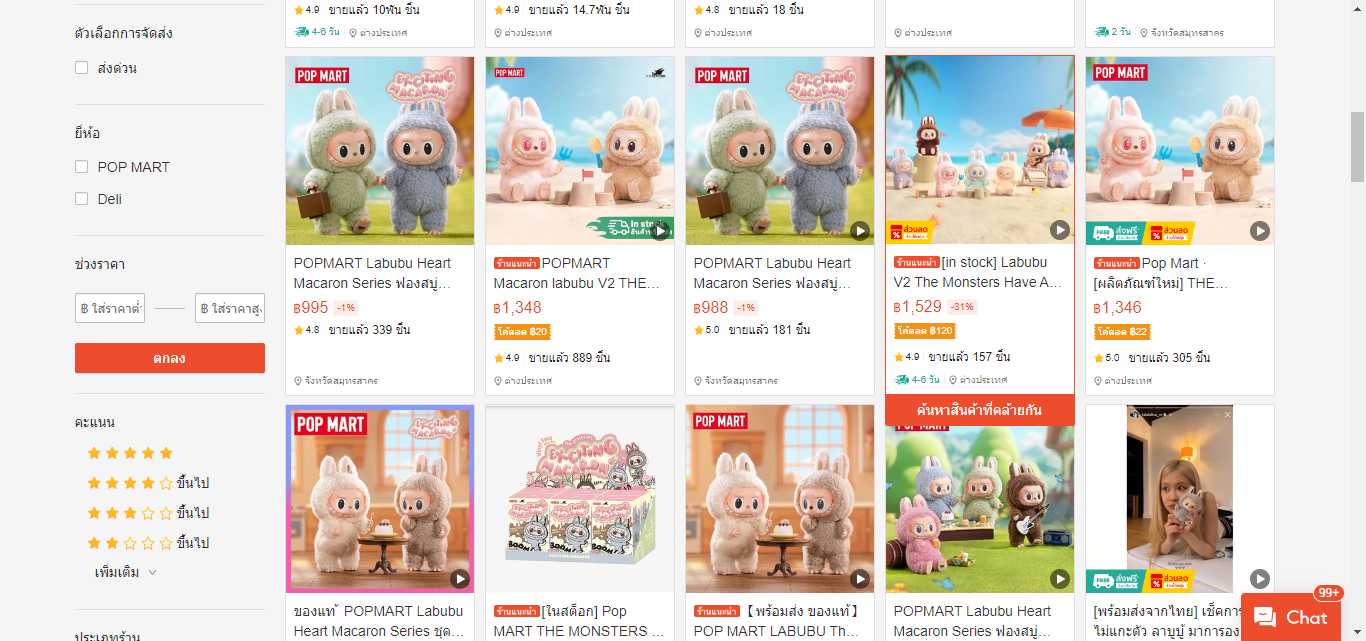 ตัวเลือกการจัดส่ง
ส่งด่วน
ยี่ห้อ
POP MART
Deli
ช่วงราคา
฿ ใส่ราคาต่ำ
฿ ใส่ราคาสูง
ตกลง
คะแนน
ขึ้นไป
ขึ้นไป
ขึ้นไป
เพิ่มเติม
ประเภทร้าน
4.9 ขายแล้ว 10พัน ชิ้น
4-6 วัน ต่างประเทศ
4.9 ขายแล้ว 14.7พัน ชิ้น
ต่างประเทศ
4.8 ขายแล้ว 18 ชิ้น
ต่างประเทศ
ต่างประเทศ
2 วัน จังหวัดสมุทรสาคร
POP MART
EXCITING
MACARON
POPMART Labubu Heart
Macaron Series ฟองสบู่...
฿995 -1%
4.8 ขายแล้ว 339 ชิ้น
จังหวัดสมุทรสาคร
POP MART
In stock
ร้านแนะนำ POPMART
Macaron labubu V2 THE...
฿1,348
โค้ดลด ฿20
4.9 ขายแล้ว 889 ชิ้น
ต่างประเทศ
POP MART
EXCITING
MACARON
POPMART Labubu Heart
Macaron Series ฟองสบู่...
฿988 -1%
5.0 ขายแล้ว 181 ชิ้น
จังหวัดสมุทรสาคร
ส่วนลด
ร้านแนะนำ [in stock] Labubu
V2 The Monsters Have A...
฿1,529 -31%
โค้ดลด ฿120
4.9 ขายแล้ว 157 ชิ้น
4-6 วัน ต่างประเทศ
ค้นหาสินค้าที่คล้ายกัน
POP MART
ส่งฟรี ส่วนลด
ร้านแนะนำ Pop Mart ·
[ผลิตภัณฑ์ใหม่] THE...
฿1,346
โค้ดลด ฿22
5.0 ขายแล้ว 305 ชิ้น
ต่างประเทศ
POP MART
ของแท้ POPMART Labubu
Heart Macaron Series ชุด...
EXCITING
MACARON
ร้านแนะนำ [ในสต็อก] Pop
MART THE MONSTERS ...
POP MART
ร้านแนะนำ 【พร้อมส่ง ของแท้】
POP MART LABUBU Th...
POP MART
POPMART Labubu Heart
Macaron Series ฟองสบู่...
ส่งฟรี ส่วนลด
[พร้อมส่งจากไทย] เช็คการ
ไม่แกะตัว ลาบูบู้ มาการอง
99+
Chat